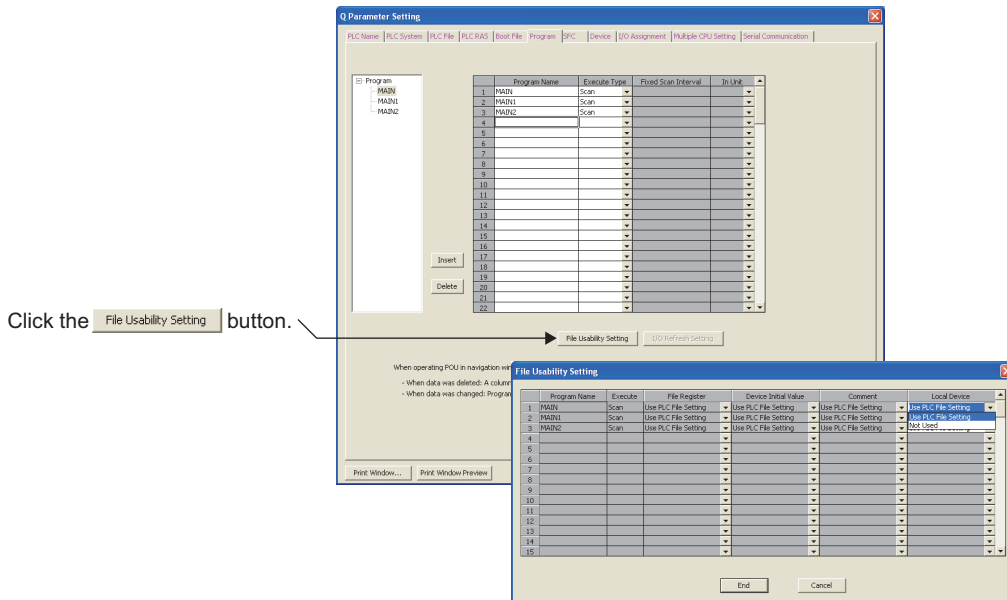 Q Parameter Setting
PLC Name PLC System PLC File PLC RAS Boot File Program SFC Device I/O Assignment Multiple CPU Setting Serial Communication
Program
MAIN
MAIN1
MAIN2
Program Name Execute Type Fixed Scan Interval In Unit
1 MAIN Scan
2 MAIN1 Scan
3 MAIN2 Scan
4
5
6
7
8
9
10
11
12
13
14
15
16
17
18
19
20
21
22
Insert
Delete
Click the File Usability Setting button.
File Usability Setting I/O Refresh Setting
When operating POU in navigation
- When data was deleted: A column
- When data was changed: Program
Print Window... Print Window Preview
File Usability Setting
Program Name Execute File Register Device Initial Value Comment Local Device
1 MAIN Scan Use PLC File Setting Use PLC File Setting Use PLC File Setting Use PLC File Setting
2 MAIN1 Scan Use PLC File Setting Use PLC File Setting Use PLC File Setting Use PLC File Setting
3 MAIN2 Scan Use PLC File Setting Use PLC File Setting Use PLC File Setting Not Used
4
5
6
7
8
9
10
11
12
13
14
15
End Cancel